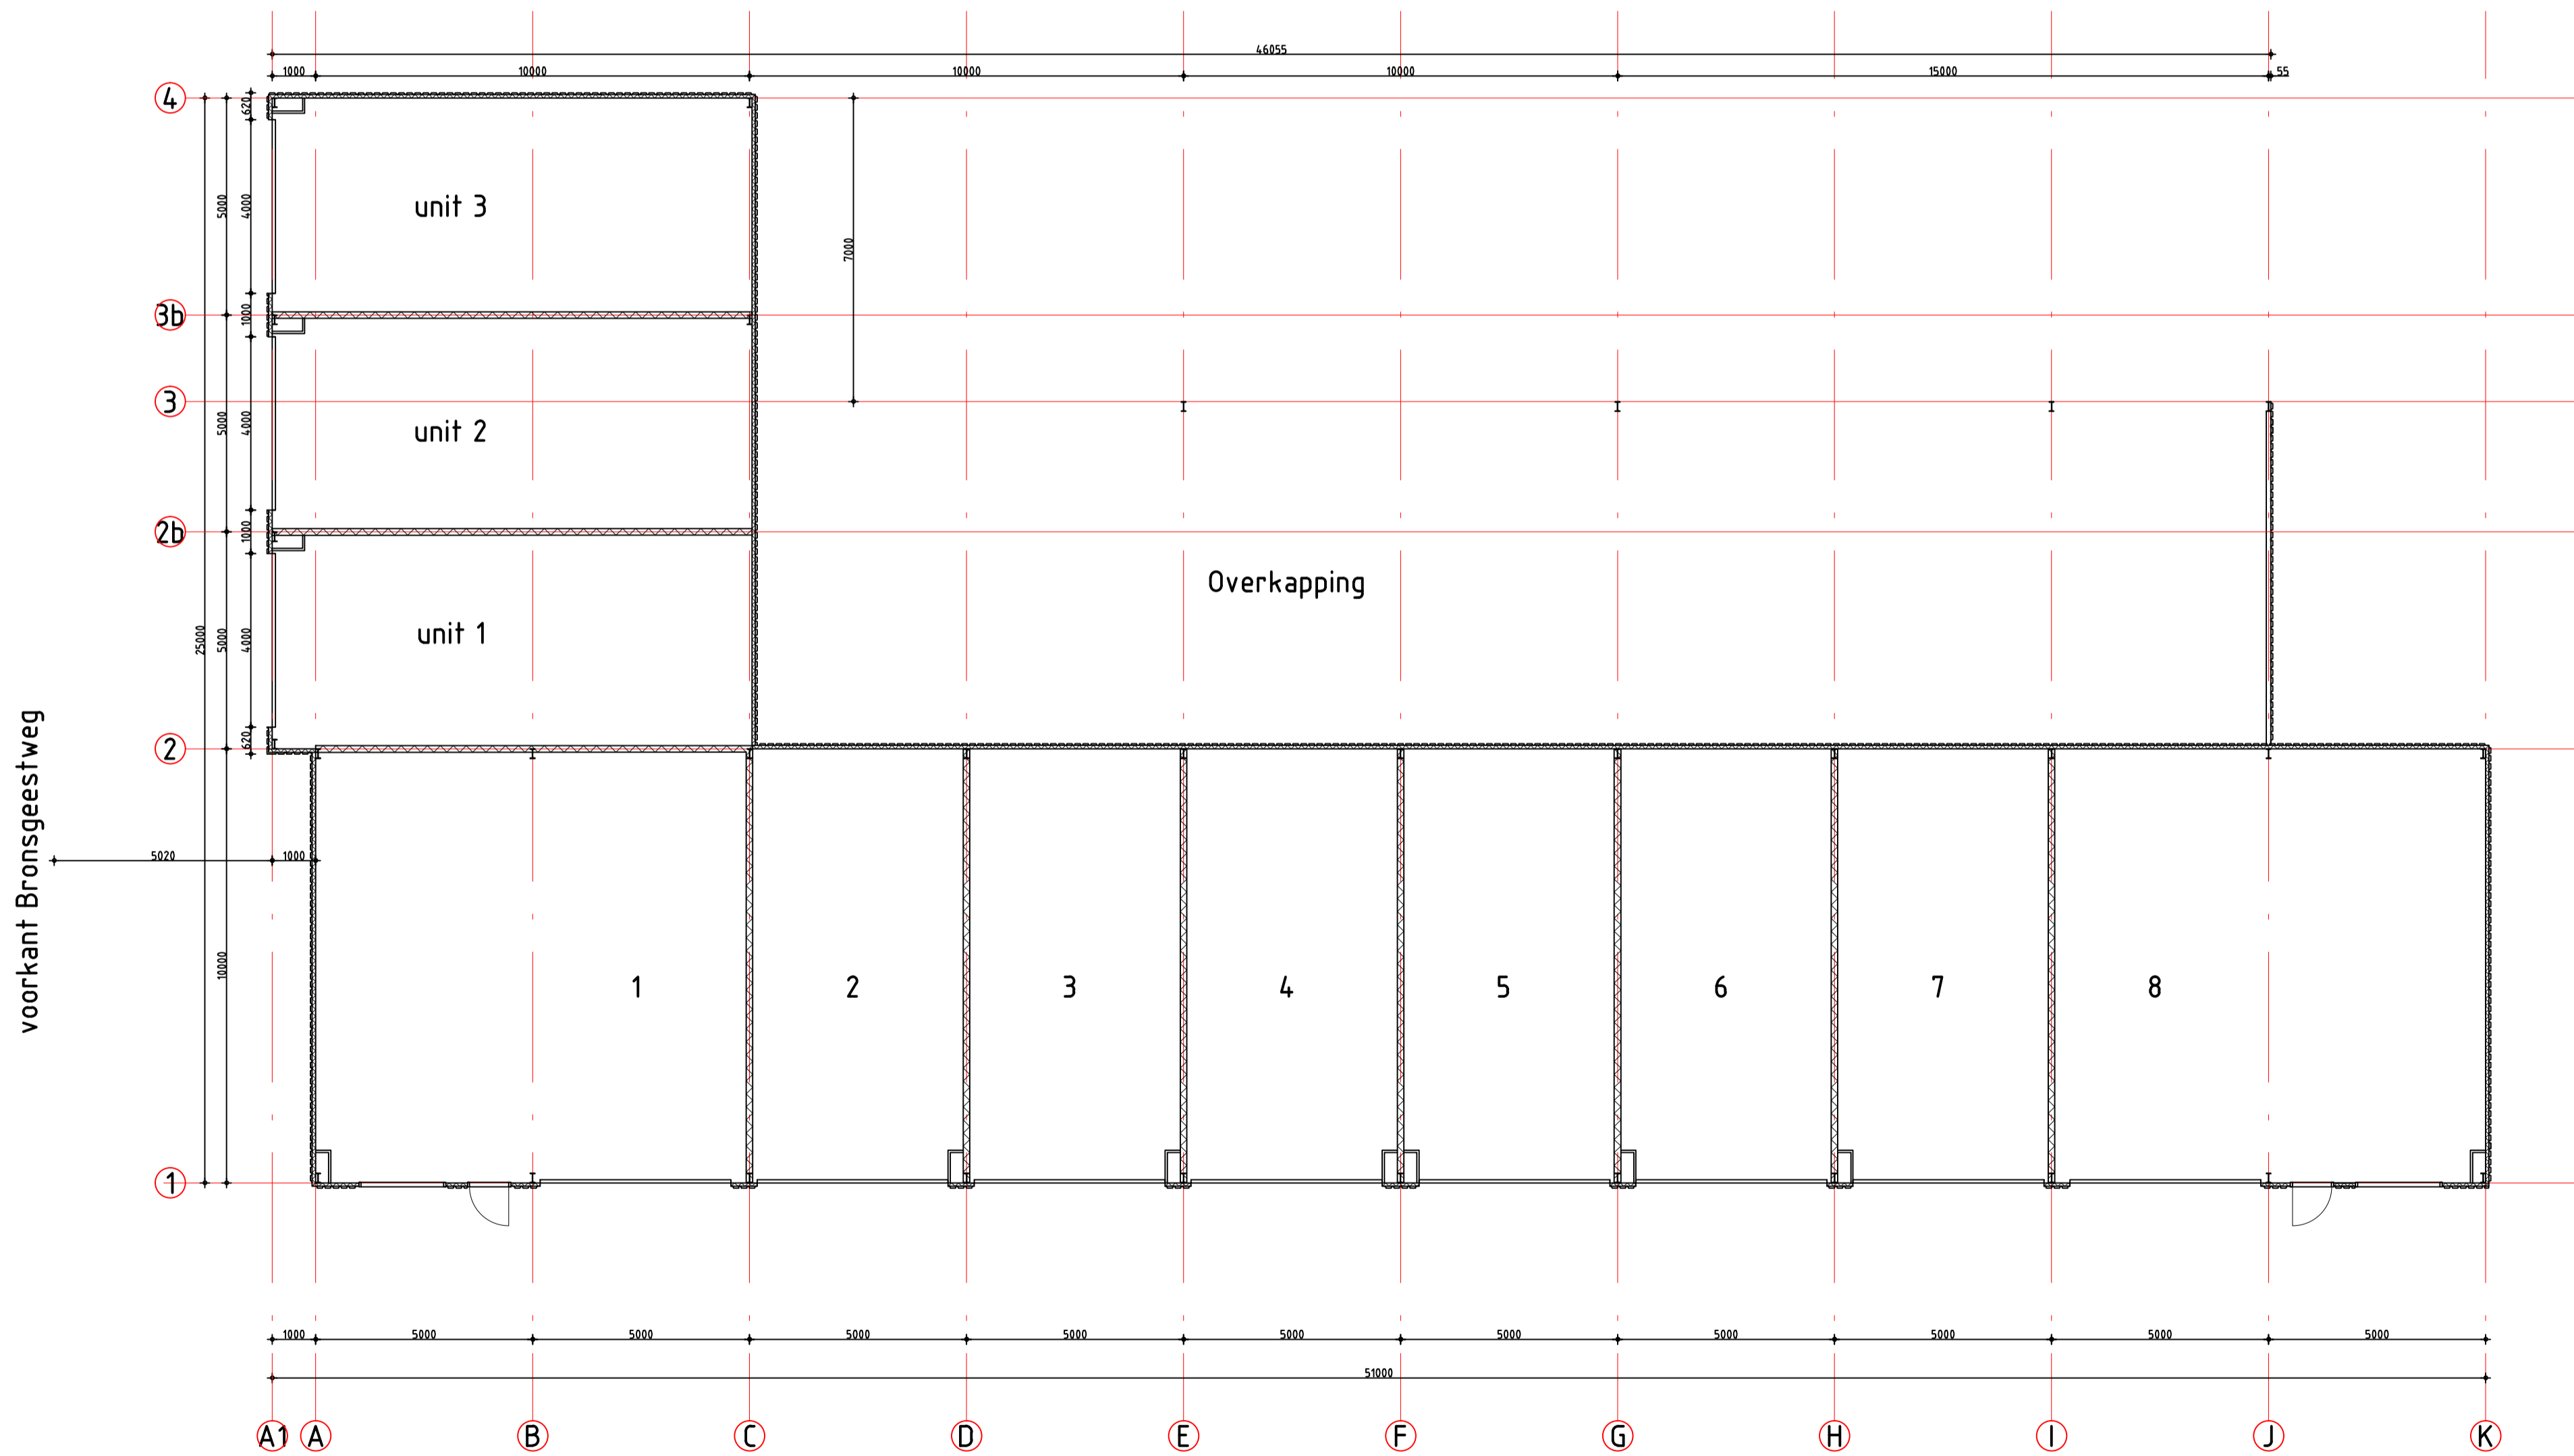 46055
1000 10000 10000 10000 15000 55
4
620
5000
4000
unit 3
7000
3b
1000
3
5000
4000
unit 2
2b
1000
Overkapping
25000
5000
4000
unit 1
2
620
voorkant Bronsgeestweg
5020 1000
10000
1 2 3 4 5 6 7 8
1
1000 5000 5000 5000 5000 5000 5000 5000 5000 5000 5000
51000
A1 A B C D E F G H I J K